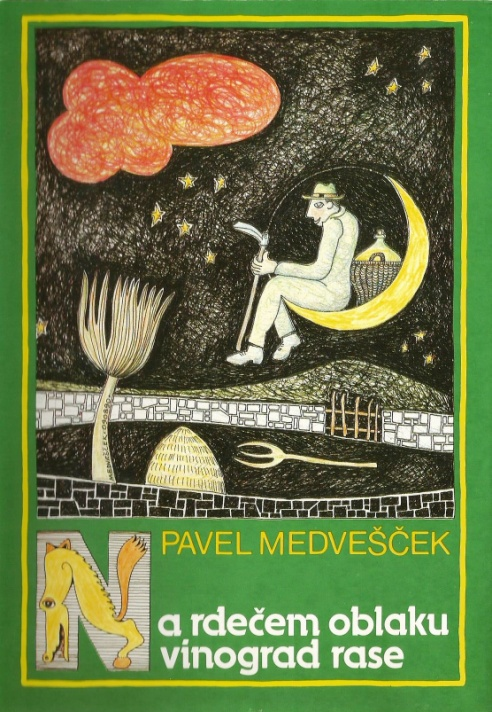 PAVEL MEDVEŠČEK
Na rdečem oblaku
vinograd rase